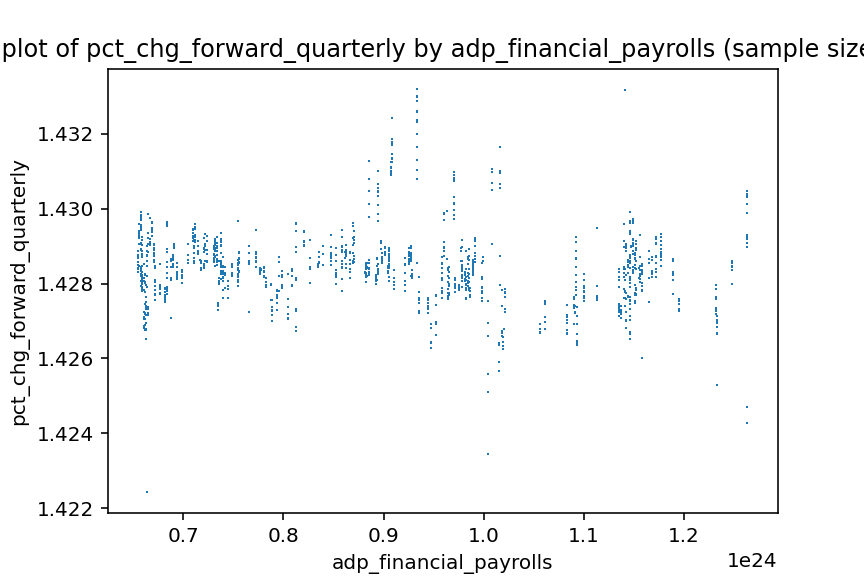 plot of pct_chg_forward_quarterly by adp_financial_payrolls (sample size
1.432
1.430
1.428
1.426
1.424
1.422
pct_chg_forward_quarterly
0.7 0.8 0.9 1.0 1.1 1.2
1e24
adp_financial_payrolls